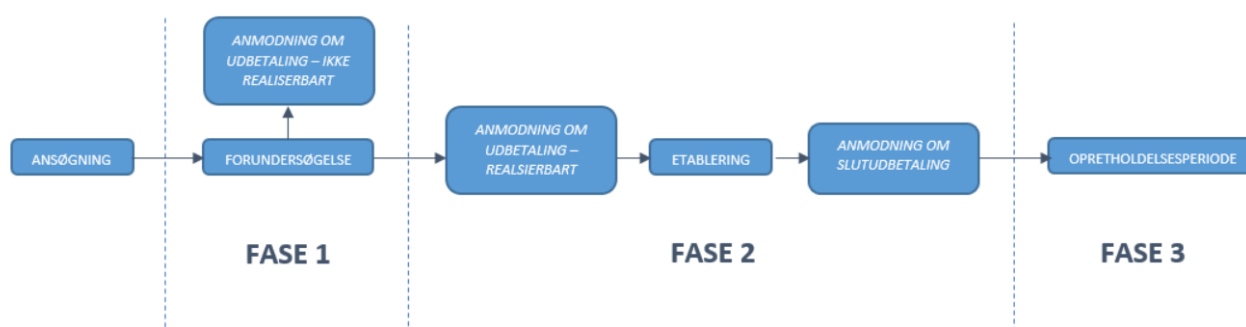 ANSØGNING
ANMODNING OM
UDBETALING – IKKE
REALISERBART
FORUNDERSØGELSE
FASE 1
ANMODNING OM
UDBETALING –
REALSIERBART
ETABLERING
ANMODNING OM
SLUTUDBETALING
FASE 2
OPRETHOLDELSESPERIODE
FASE 3